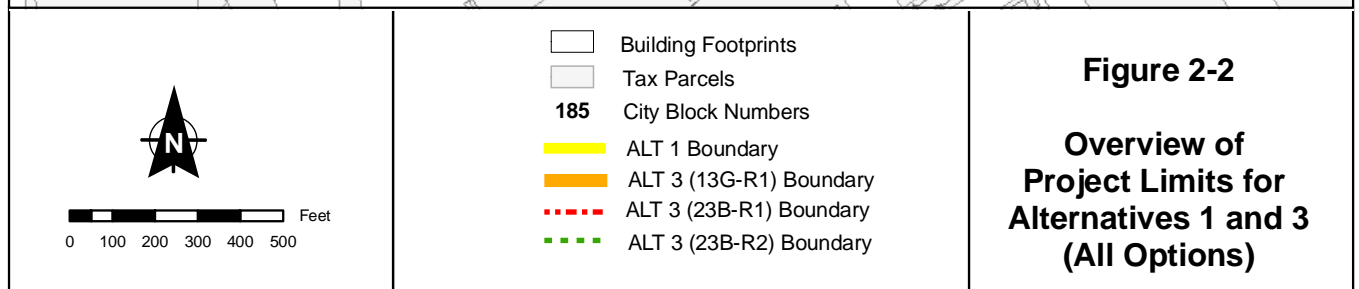 N
Feet
0 100 200 300 400 500
Building Footprints
Tax Parcels
185 City Block Numbers
ALT 1 Boundary
ALT 3 (13G-R1) Boundary
ALT 3 (23B-R1) Boundary
ALT 3 (23B-R2) Boundary
Figure 2-2
Overview of
Project Limits for
Alternatives 1 and 3
(All Options)